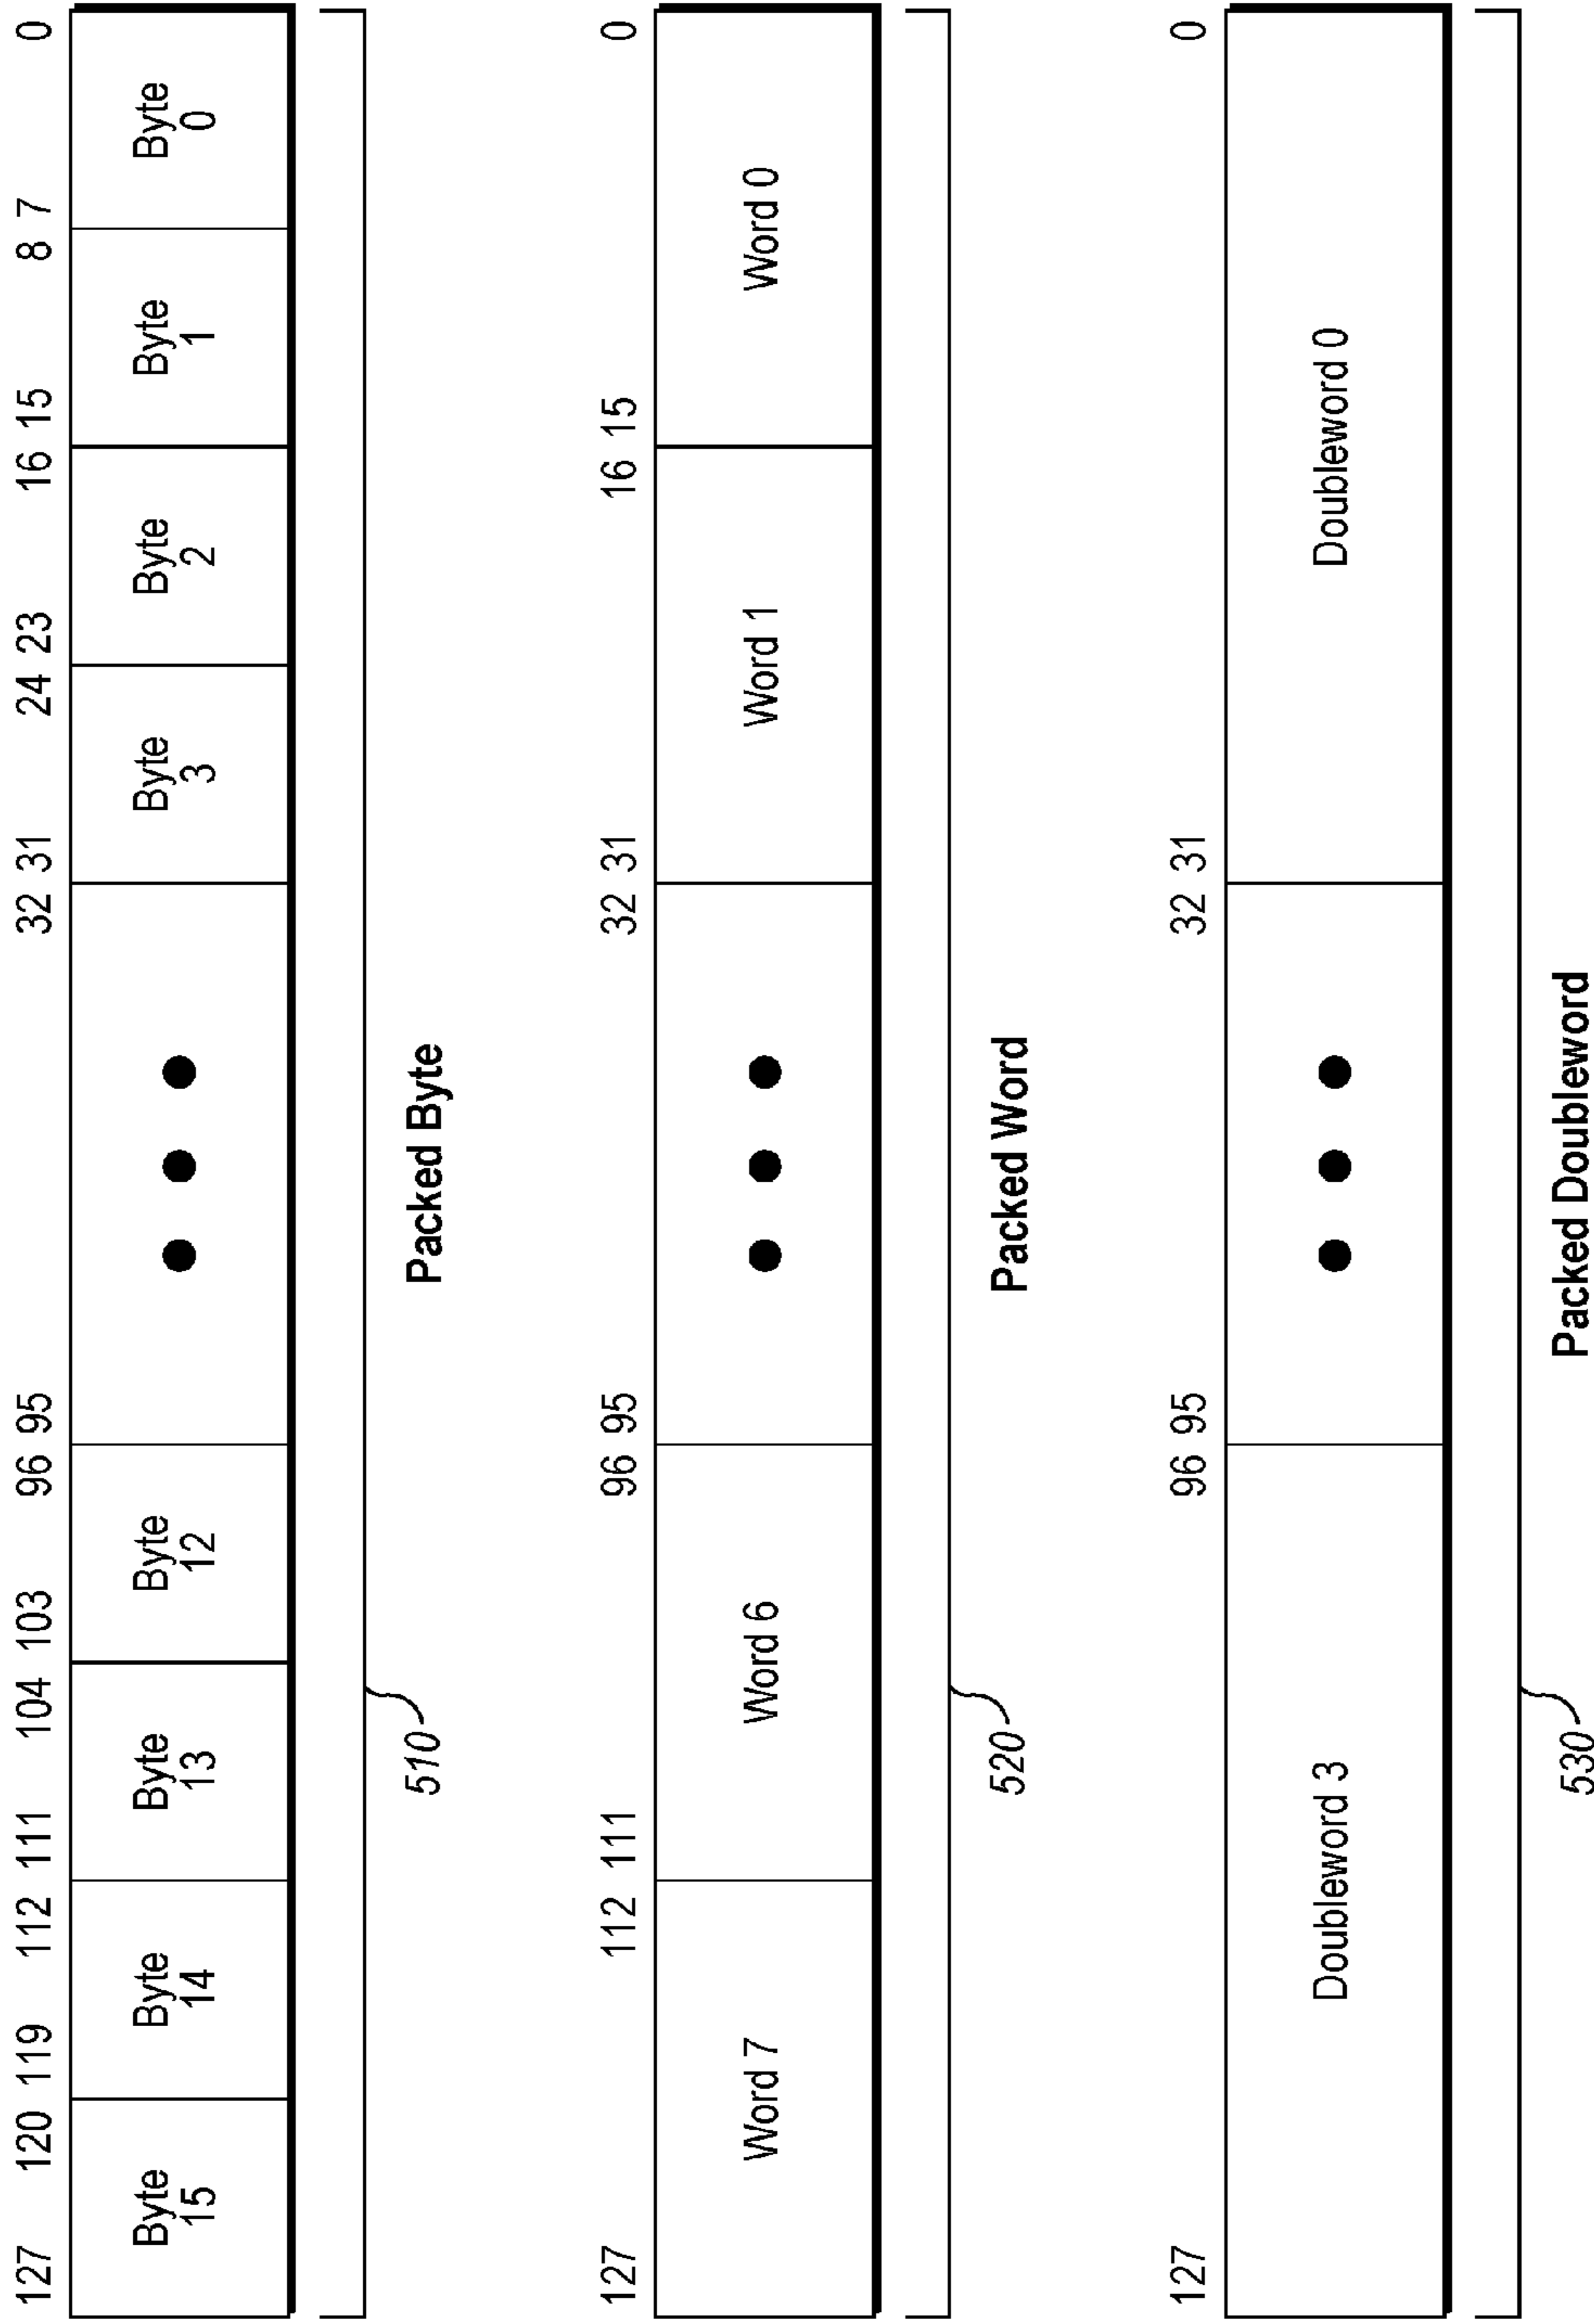 127 120 119 112 111 104 103 96 95 32 31 24 23 16 15 8 7 0
Byte 15 Byte 14 Byte 13 Byte 12 Byte 3 Byte 2 Byte 1 Byte 0
510
Packed Byte
127 112 111 96 95 32 31 16 15 0
Word 7 Word 6 Word 1 Word 0
520
Packed Word
127 96 95 32 31 0
Doubleword 3 Doubleword 0
530
Packed Doubleword